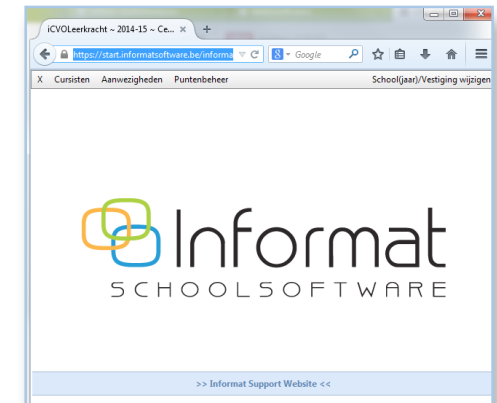 iCVOLeerkracht ~ 2014-15 ~ Ce...
https://start.informatsoftware.be/informa
Google
X Cursisten Aanwezigheden Puntenbeheer School(jaar)/Vestiging wijzigen
Informat
SCHOOLSOFTWARE
>> Informat Support Website <<